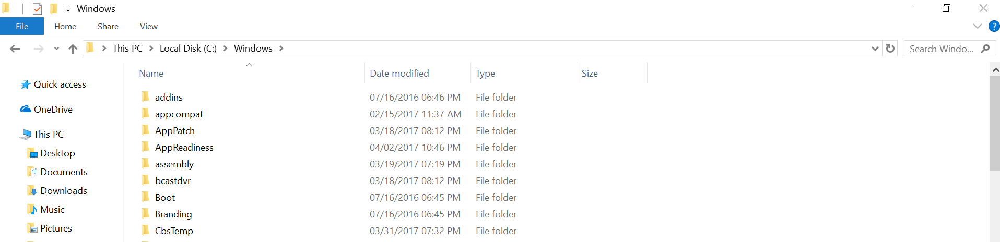 Windows
File Home Share View ?
This PC Local Disk (C:) Windows Search Windo...
Name Date modified Type Size
Quick access
OneDrive
This PC
Desktop
Documents
Downloads
Music
Pictures
addins 07/16/2016 06:46 PM File folder
appcompat 02/15/2017 11:37 AM File folder
AppPatch 03/18/2017 08:12 PM File folder
AppReadiness 04/02/2017 10:46 PM File folder
assembly 03/19/2017 07:19 PM File folder
bcastdvr 03/18/2017 08:12 PM File folder
Boot 07/16/2016 06:45 PM File folder
Branding 07/16/2016 06:45 PM File folder
CbsTemp 03/31/2017 07:32 PM File folder